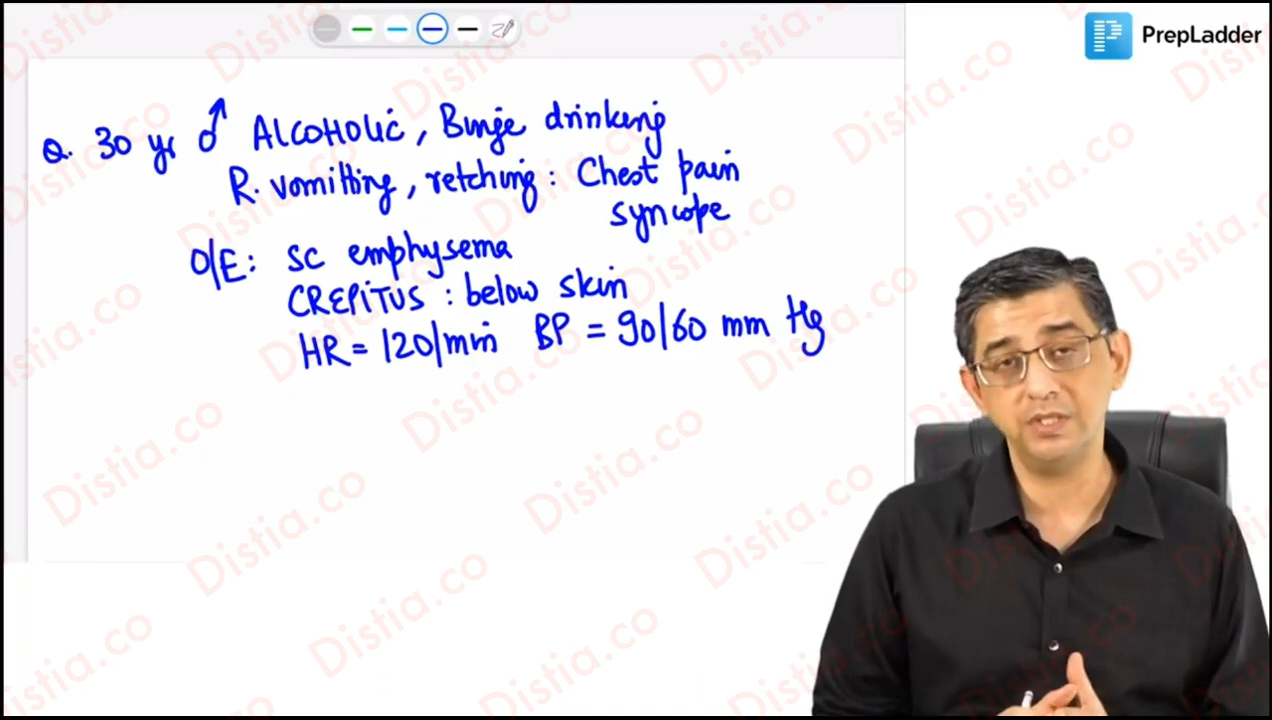 PrepLadder
Q. 30 yr ♂ ALCOHOLIC, Binje drinking
R. vomitting, retching: Chest pain
syncope
O/E: SC emphysema
CREPITUS: below skin
HR = 120/min BP = 90/60 mm Hg
Distia.co